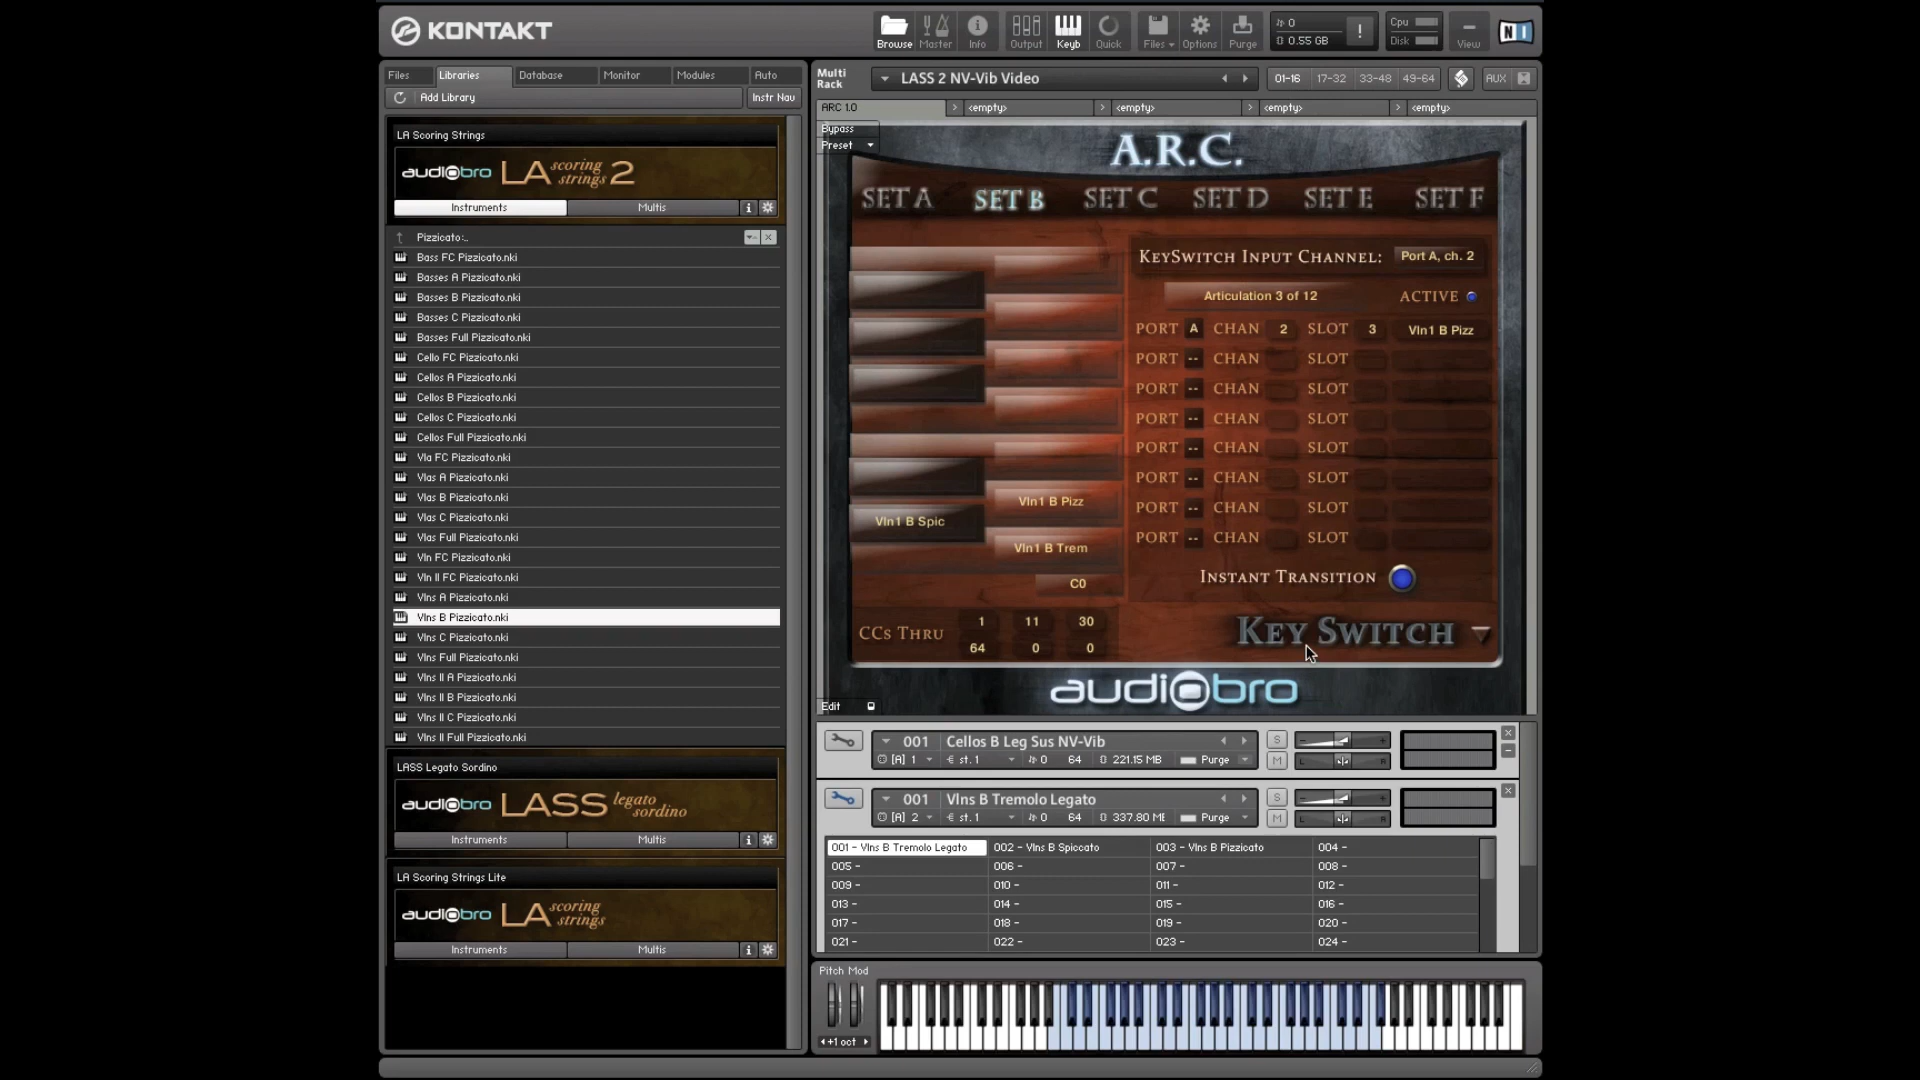 KONTAKT
Browse Master Info Output Keyb Quick Files Options Purge
0
0.55 GB
!
Cpu
Disk
View
NI
Files Libraries Database Monitor Modules Auto
Add Library
Instr Nav
LA Scoring Strings
audiobro LA scoring strings 2
Instruments Multis
Pizzicato:..
Bass FC Pizzicato.nki
Basses A Pizzicato.nki
Basses B Pizzicato.nki
Basses C Pizzicato.nki
Basses Full Pizzicato.nki
Cello FC Pizzicato.nki
Cellos A Pizzicato.nki
Cellos B Pizzicato.nki
Cellos C Pizzicato.nki
Cellos Full Pizzicato.nki
Vla FC Pizzicato.nki
Vlas A Pizzicato.nki
Vlas B Pizzicato.nki
Vlas C Pizzicato.nki
Vlas Full Pizzicato.nki
Vln FC Pizzicato.nki
Vln II FC Pizzicato.nki
Vlns A Pizzicato.nki
Vlns B Pizzicato.nki
Vlns C Pizzicato.nki
Vlns Full Pizzicato.nki
Vlns II A Pizzicato.nki
Vlns II B Pizzicato.nki
Vlns II C Pizzicato.nki
Vlns II Full Pizzicato.nki
LASS Legato Sordino
audiobro LASS legato sordino
Instruments Multis
LA Scoring Strings Lite
audiobro LA scoring strings
Instruments Multis
Multi Rack
LASS 2 NV-Vib Video
01-16 17-32 33-48 49-64
AUX
ARC 1.0 <empty> <empty> <empty> <empty>
Bypass
Preset
A.R.C.
SET A SET B SET C SET D SET E SET F
KeySwitch Input Channel: Port A, ch. 2
Articulation 3 of 12 ACTIVE
PORT A CHAN 2 SLOT 3 Vln1 B Pizz
PORT -- CHAN SLOT
PORT -- CHAN SLOT
PORT -- CHAN SLOT
PORT -- CHAN SLOT
PORT -- CHAN SLOT
PORT -- CHAN SLOT
PORT -- CHAN SLOT
Vln1 B Pizz
Vln1 B Spic
Vln1 B Trem
C0
Instant Transition
CCs Thru
1 11 30
64 0 0
Key Switch
audiobro
Edit
001 Cellos B Leg Sus NV-Vib
[A] 1 st.1 0 64 221.15 MB Purge
S
M
L R
001 Vlns B Tremolo Legato
[A] 2 st.1 0 64 337.80 ME Purge
S
M
L R
001 - Vlns B Tremolo Legato 002 - Vlns B Spiccato 003 - Vlns B Pizzicato 004 -
005 - 006 - 007 - 008 -
009 - 010 - 011 - 012 -
013 - 014 - 015 - 016 -
017 - 018 - 019 - 020 -
021 - 022 - 023 - 024 -
Pitch Mod
+1 oct